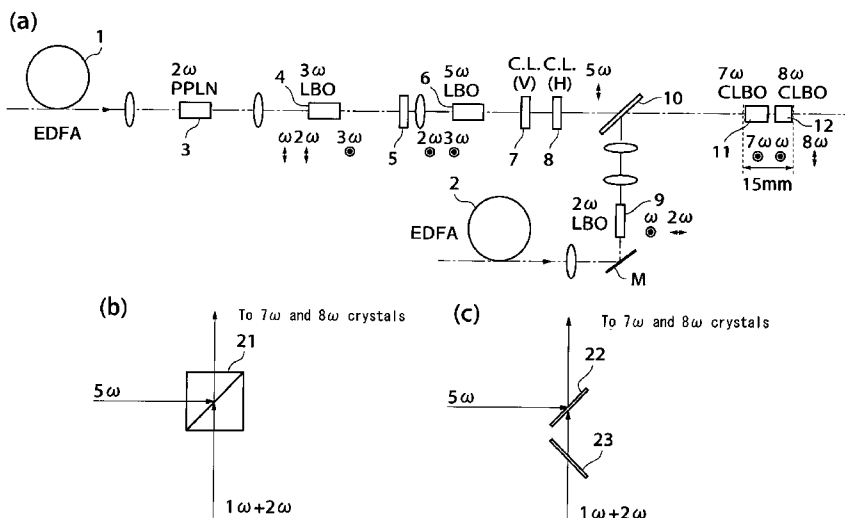 (a)
1
2ω
PPLN
3ω
LBO
4
5ω
LBO
6
C.L.
(V)
C.L.
(H)
5ω
10
7ω
CLBO
8ω
CLBO
EDFA
3
ω 2ω
3ω
5
2ω 3ω
7
8
11
12
7ω ω
8ω
15mm
2
2ω
LBO
9
ω
2ω
EDFA
M
(b)
To 7ω and 8ω crystals
21
5ω
1ω+2ω
(c)
To 7ω and 8ω crystals
22
5ω
23
1ω+2ω